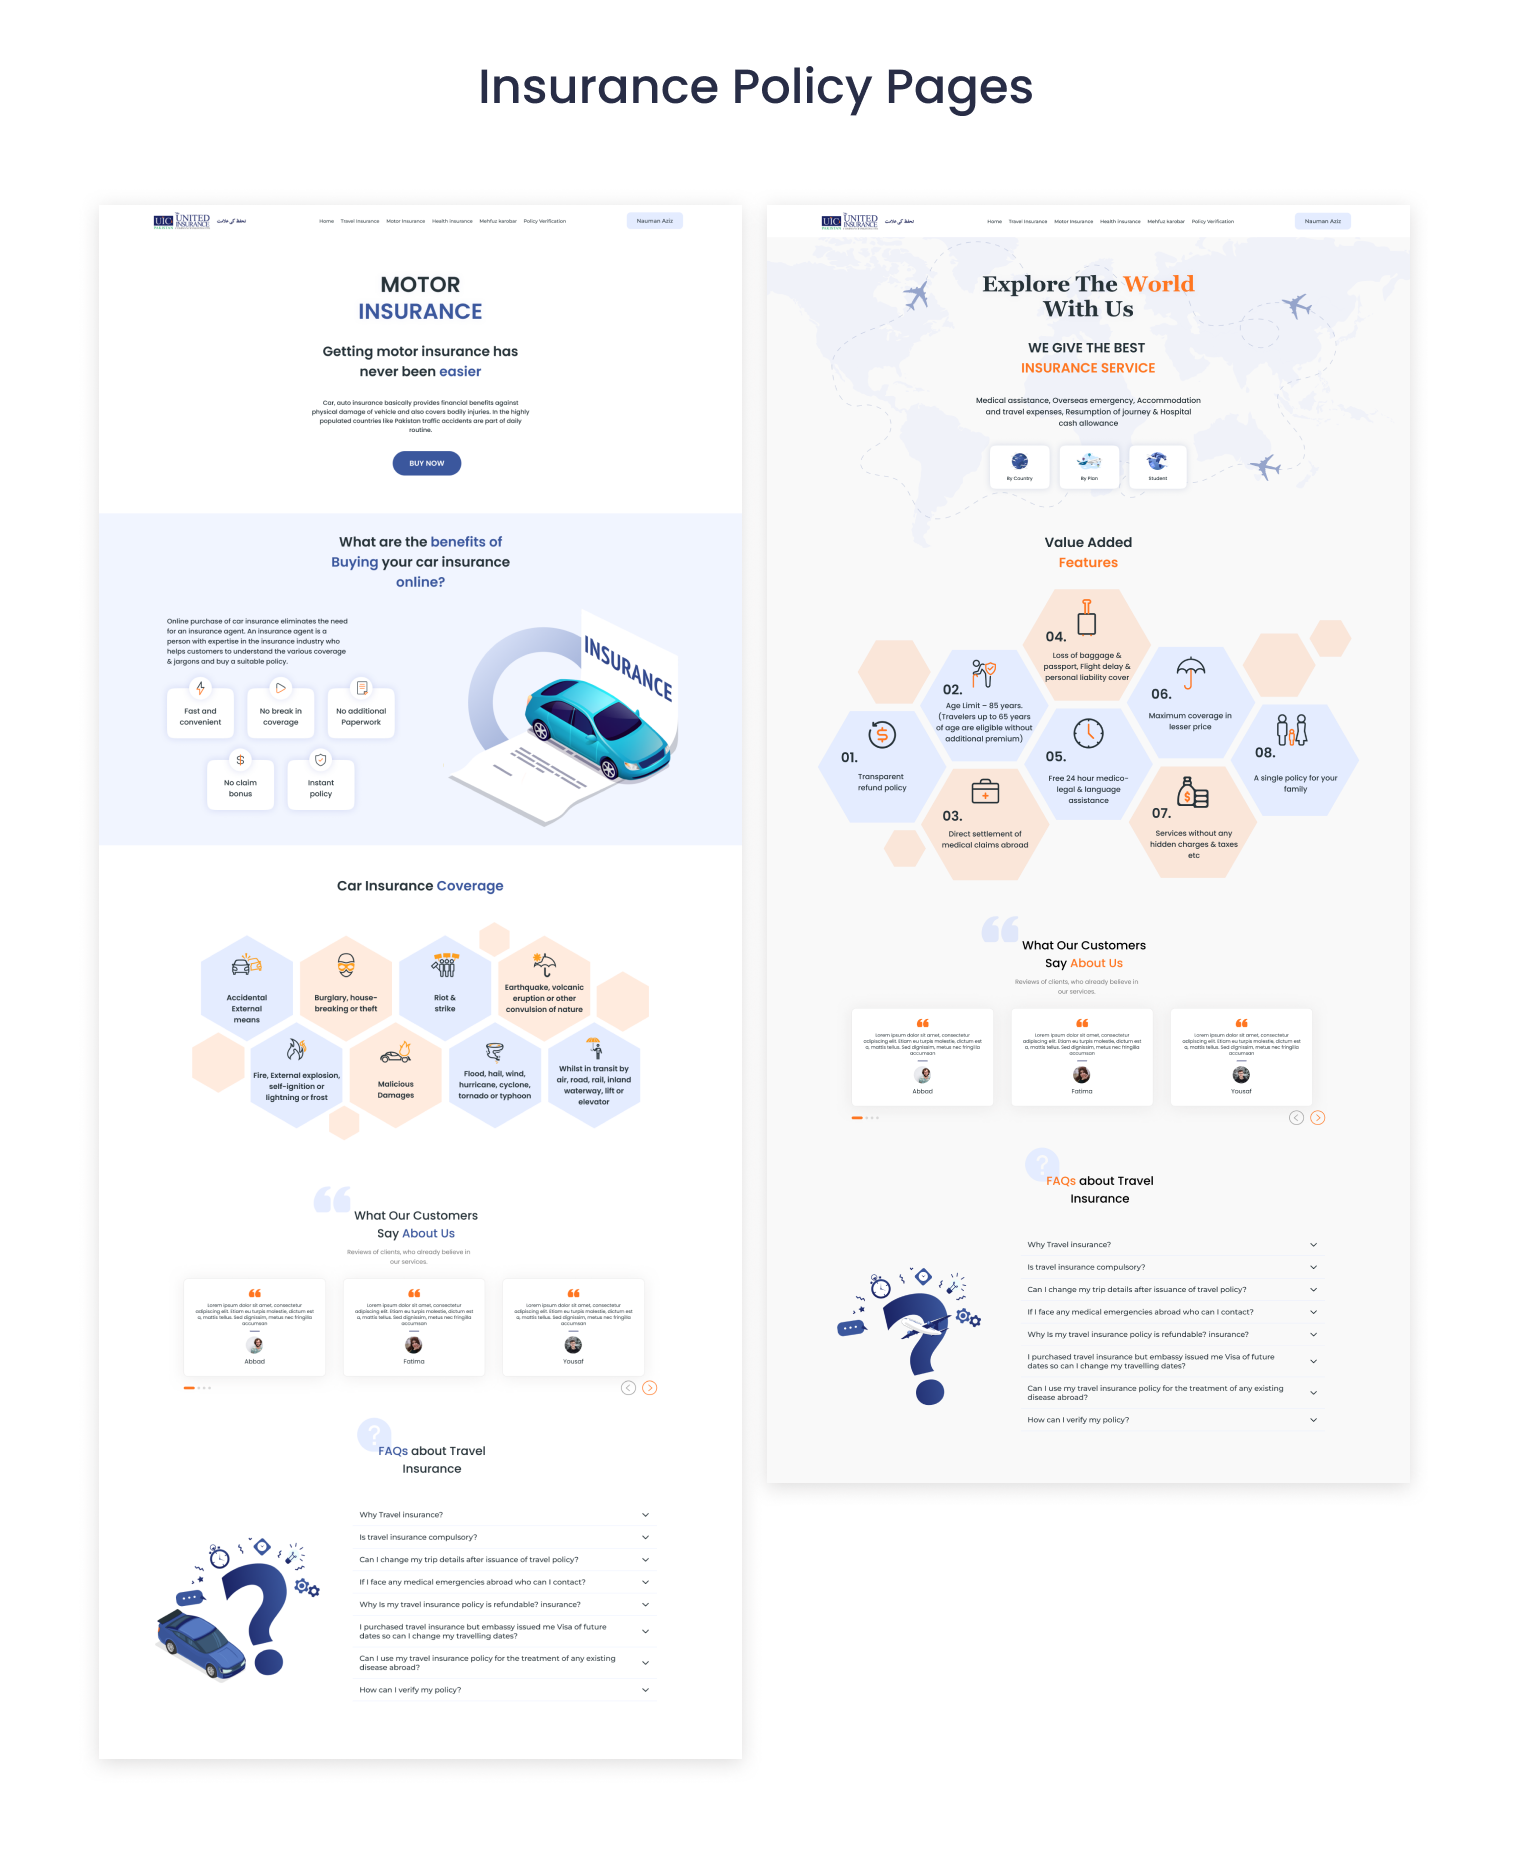 Insurance Policy Pages
UIC
THE
UNITED
INSURANCE
PAKISTAN
تحفظ کی علامت
Home Travel Insurance Motor Insurance Health Insurance Mehfuz karobar Policy Verification
Nauman Aziz
MOTOR
INSURANCE
Getting motor insurance has
never been easier
Car, auto insurance basically provides financial benefits against
physical damage of vehicle and also covers bodily injuries. In the highly
populated countries like Pakistan traffic accidents are part of daily
routine.
BUY NOW
What are the benefits of
Buying your car insurance
online?
Online purchase of car insurance eliminates the need
for an insurance agent. An insurance agent is a
person with expertise in the insurance industry who
helps customers to understand the various coverage
& jargons and buy a suitable policy.
Fast and
convenient
No break in
coverage
No additional
Paperwork
No claim
bonus
Instant
policy
INSURANCE
Car Insurance Coverage
Accidental
External
means
Burglary, house-
breaking or theft
Riot &
strike
Earthquake, volcanic
eruption or other
convulsion of nature
Fire, External explosion,
self-ignition or
lightning or frost
Malicious
Damages
Flood, hail, wind,
hurricane, cyclone,
tornado or typhoon
Whilst in transit by
air, road, rail, inland
waterway, lift or
elevator
What Our Customers
Say About Us
Reviews of clients, who already believe in
our services.
Lorem ipsum dolor sit amet, consectetur
adipiscing elit. Etiam eu turpis molestie, dictum est
a, mattis tellus. Sed dignissim, metus nec fringilla
accumsan
Abbad
Lorem ipsum dolor sit amet, consectetur
adipiscing elit. Etiam eu turpis molestie, dictum est
a, mattis tellus. Sed dignissim, metus nec fringilla
accumsan
Fatima
Lorem ipsum dolor sit amet, consectetur
adipiscing elit. Etiam eu turpis molestie, dictum est
a, mattis tellus. Sed dignissim, metus nec fringilla
accumsan
Yousaf
?
FAQs about Travel
Insurance
Why Travel insurance?
Is travel insurance compulsory?
Can I change my trip details after issuance of travel policy?
If I face any medical emergencies abroad who can I contact?
Why Is my travel insurance policy is refundable? insurance?
I purchased travel insurance but embassy issued me Visa of future
dates so can I change my travelling dates?
Can I use my travel insurance policy for the treatment of any existing
disease abroad?
How can I verify my policy?
UIC
THE
UNITED
INSURANCE
PAKISTAN
تحفظ کی علامت
Home Travel Insurance Motor Insurance Health Insurance Mehfuz karobar Policy Verification
Nauman Aziz
Explore The World
With Us
WE GIVE THE BEST
INSURANCE SERVICE
Medical assistance, Overseas emergency, Accommodation
and travel expenses, Resumption of journey & Hospital
cash allowance
By Country
By Plan
Student
Value Added
Features
01.
Transparent
refund policy
02.
Age Limit – 85 years.
(Travelers up to 65 years
of age are eligible without
additional premium)
03.
Direct settlement of
medical claims abroad
04.
Loss of baggage &
passport, Flight delay &
personal liability cover
05.
Free 24 hour medico-
legal & language
assistance
06.
Maximum coverage in
lesser price
07.
Services without any
hidden charges & taxes
etc
08.
A single policy for your
family
What Our Customers
Say About Us
Reviews of clients, who already believe in
our services.
Lorem ipsum dolor sit amet, consectetur
adipiscing elit. Etiam eu turpis molestie, dictum est
a, mattis tellus. Sed dignissim, metus nec fringilla
accumsan
Abbad
Lorem ipsum dolor sit amet, consectetur
adipiscing elit. Etiam eu turpis molestie, dictum est
a, mattis tellus. Sed dignissim, metus nec fringilla
accumsan
Fatima
Lorem ipsum dolor sit amet, consectetur
adipiscing elit. Etiam eu turpis molestie, dictum est
a, mattis tellus. Sed dignissim, metus nec fringilla
accumsan
Yousaf
?
FAQs about Travel
Insurance
Why Travel insurance?
Is travel insurance compulsory?
Can I change my trip details after issuance of travel policy?
If I face any medical emergencies abroad who can I contact?
Why Is my travel insurance policy is refundable? insurance?
I purchased travel insurance but embassy issued me Visa of future
dates so can I change my travelling dates?
Can I use my travel insurance policy for the treatment of any existing
disease abroad?
How can I verify my policy?